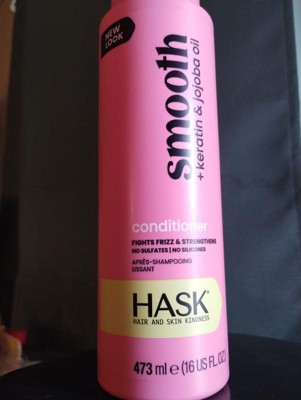 NEW
LOOK
smooth
+ keratin & jojoba oil
conditioner
FIGHTS FRIZZ & STRENGTHENS
NO SULFATES | NO SILICONES
APRÈS-SHAMPOOING
LISSANT
HASK®
HAIR AND SKIN KINDNESS
473 ml e (16 US FL OZ)